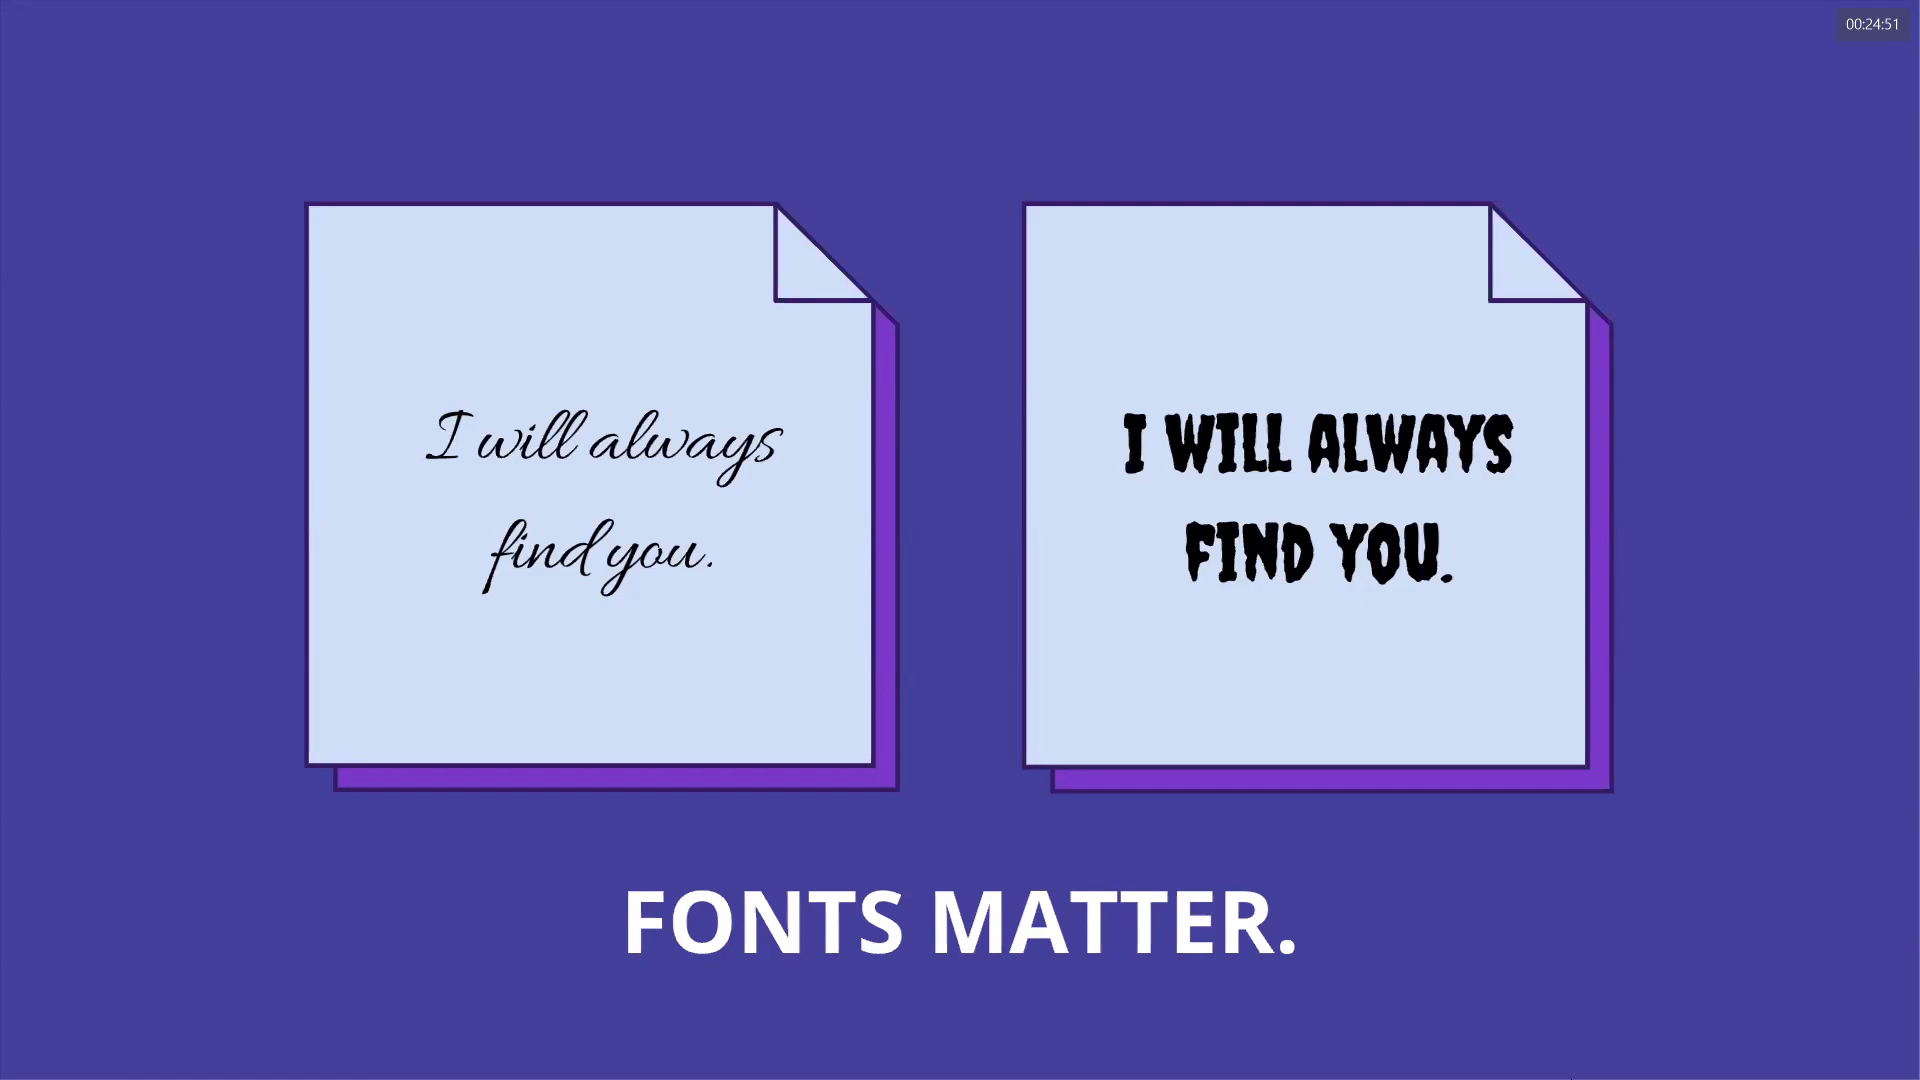 00:24:51
I will always
find you.
I WILL ALWAYS
FIND YOU.
FONTS MATTER.